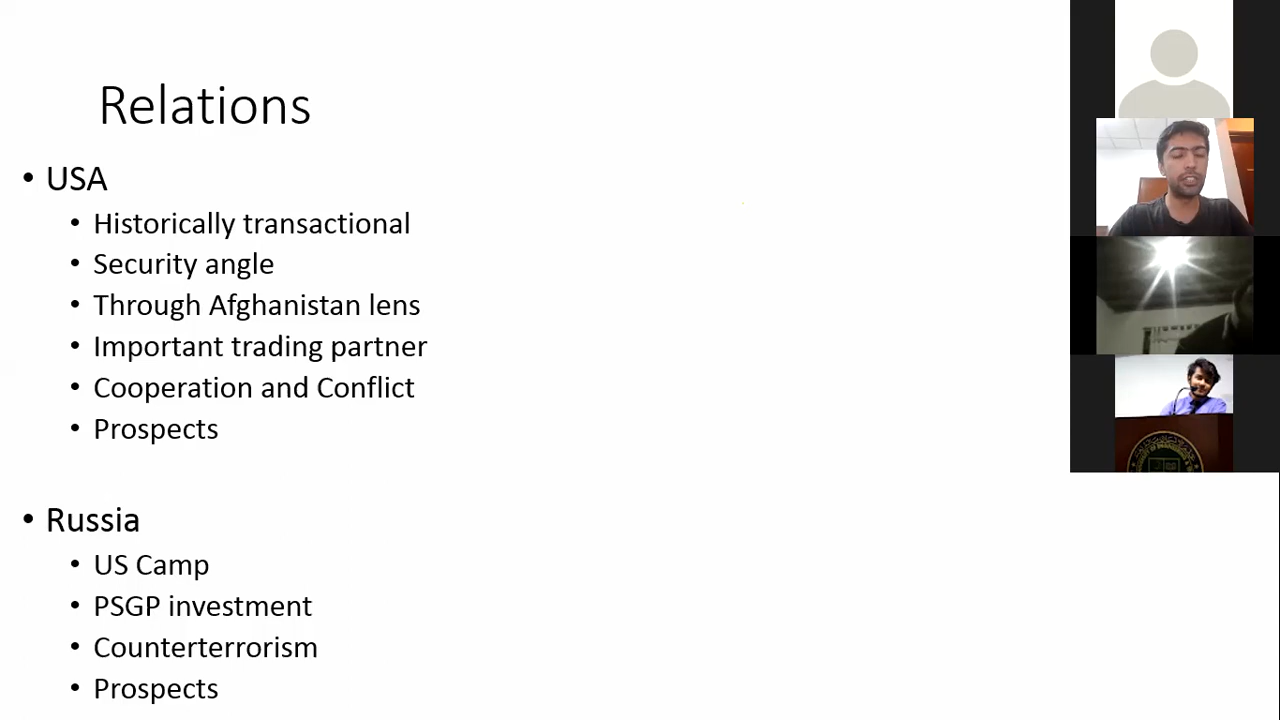 Relations
• USA
• Historically transactional
• Security angle
• Through Afghanistan lens
• Important trading partner
• Cooperation and Conflict
• Prospects
• Russia
• US Camp
• PSGP investment
• Counterterrorism
• Prospects